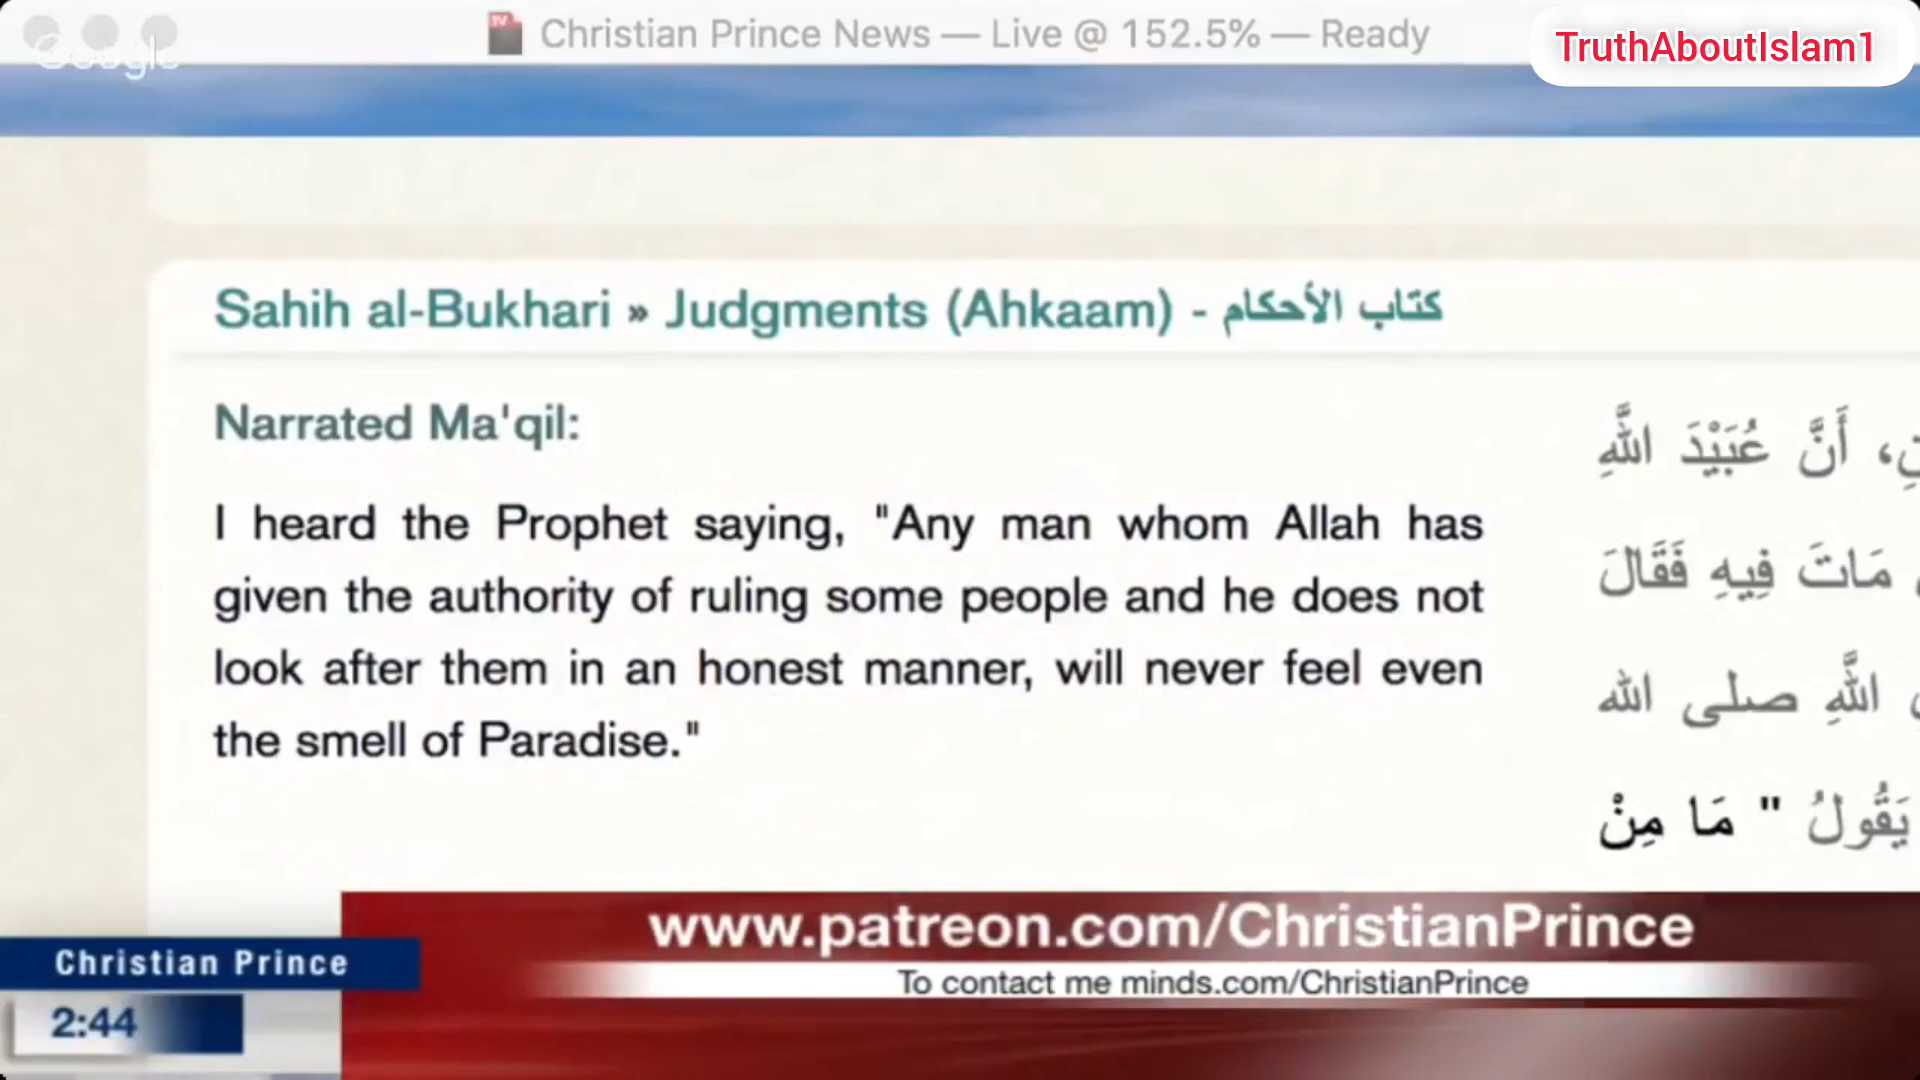 Christian Prince News — Live @ 152.5% — Ready
TruthAboutIslam1
Google
Sahih al-Bukhari » Judgments (Ahkaam) - كتاب الأحكام
Narrated Ma'qil:
I heard the Prophet saying, "Any man whom Allah has
given the authority of ruling some people and he does not
look after them in an honest manner, will never feel even
the smell of Paradise."
أَنَّ عُبَيْدَ اللَّهِ
مَاتَ فِيهِ فَقَالَ
اللَّهِ صلى الله
يَقُولُ " مَا مِنْ
www.patreon.com/ChristianPrince
To contact me minds.com/ChristianPrince
Christian Prince
2:44